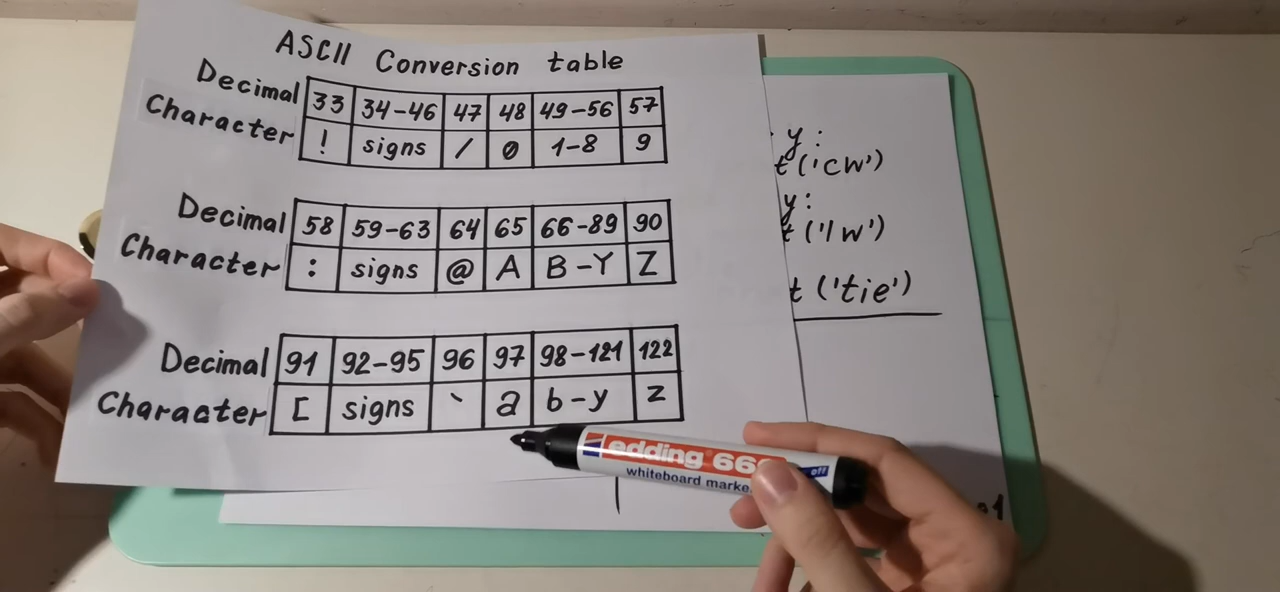 ASCII Conversion table
Decimal 33 34-46 47 48 49-56 57
Character ! signs / 0 1-8 9
Decimal 58 59-63 64 65 66-89 90
Character : signs @ A B-Y Z
Decimal 91 92-95 96 97 98-121 122
Character [ signs ` a b-y z
y:
t('icw')
y:
t('lw')
t('tie')
edding
whiteboard marke
off